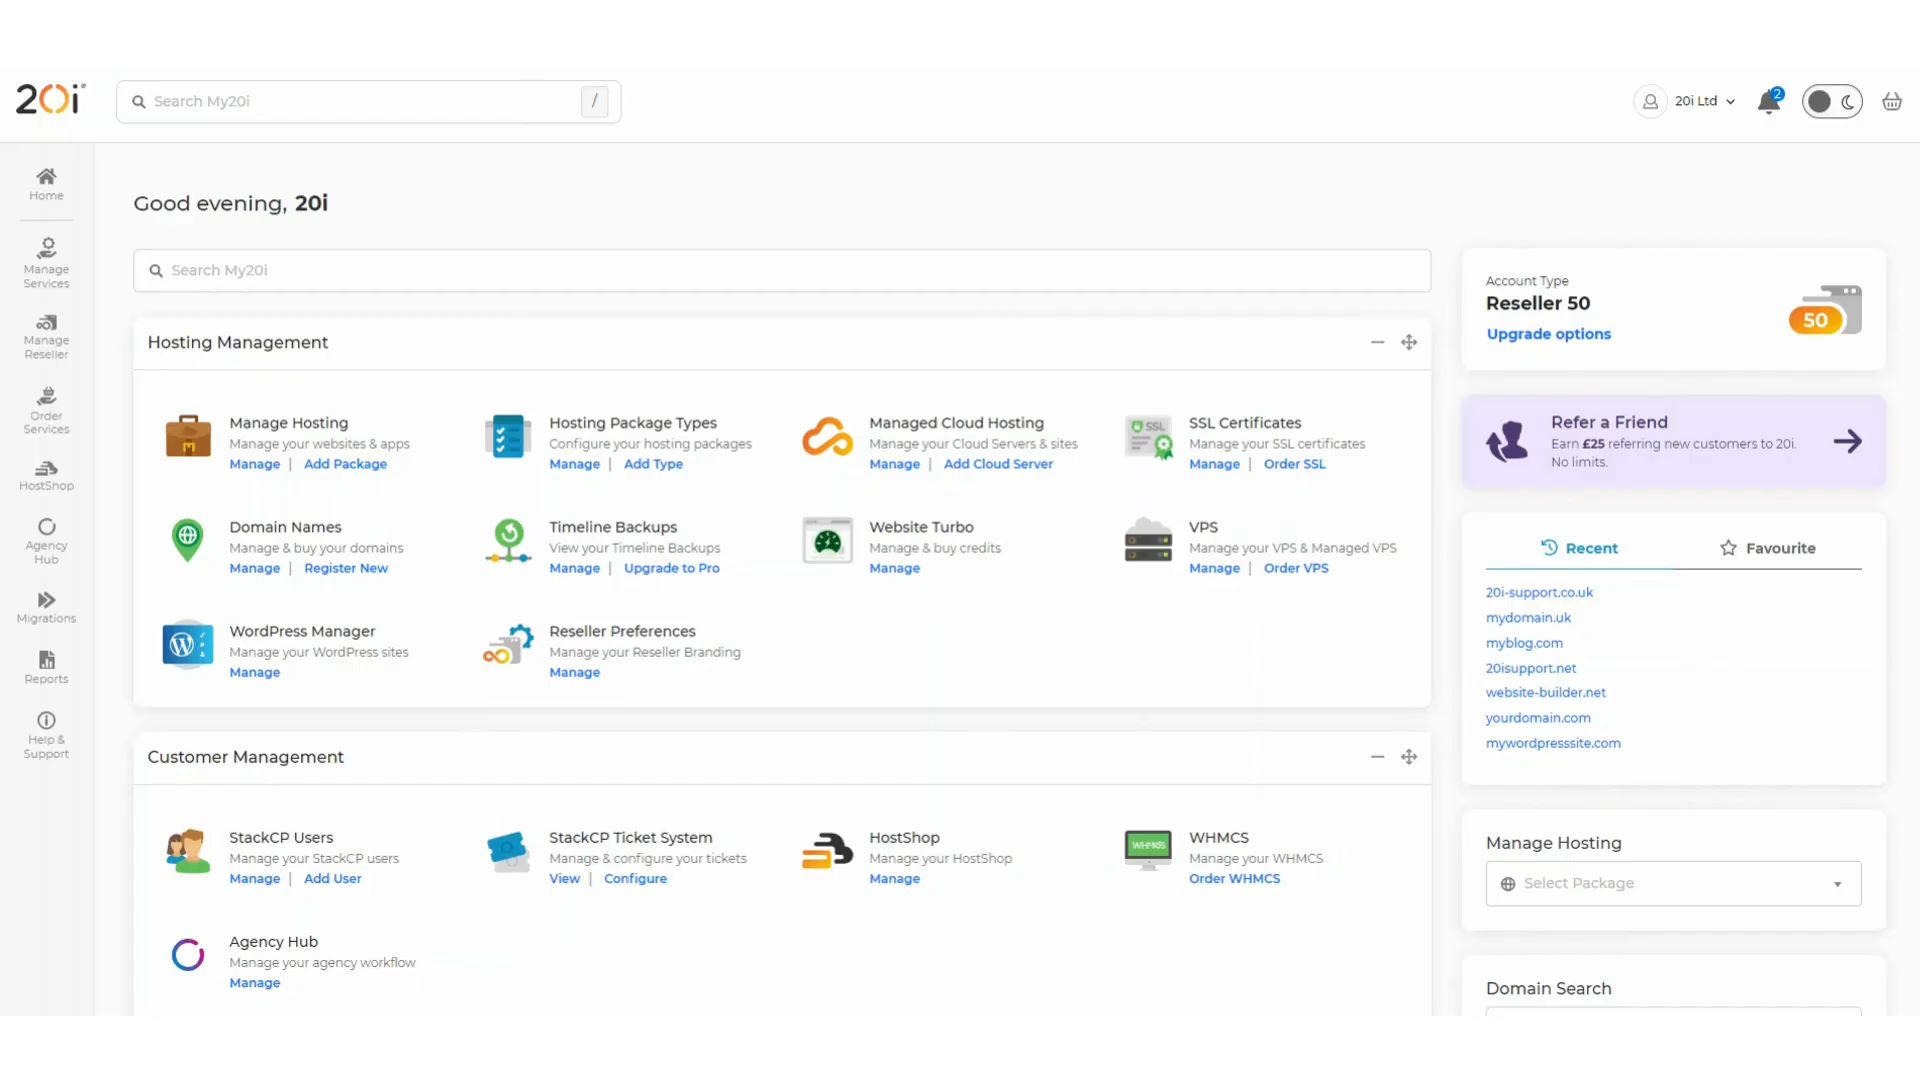 20i
Search My20i
/
20i Ltd
2
Home
Manage
Services
Manage
Reseller
Order
Services
HostShop
Agency
Hub
Migrations
Reports
Help &
Support
Good evening, 20i
Search My20i
Hosting Management
Manage Hosting
Manage your websites & apps
Manage | Add Package
Hosting Package Types
Configure your hosting packages
Manage | Add Type
Managed Cloud Hosting
Manage your Cloud Servers & sites
Manage | Add Cloud Server
SSL
SSL Certificates
Manage your SSL certificates
Manage | Order SSL
Domain Names
Manage & buy your domains
Manage | Register New
Timeline Backups
View your Timeline Backups
Manage | Upgrade to Pro
Website Turbo
Manage & buy credits
Manage
VPS
Manage your VPS & Managed VPS
Manage | Order VPS
WordPress Manager
Manage your WordPress sites
Manage
Reseller Preferences
Manage your Reseller Branding
Manage
Customer Management
StackCP Users
Manage your StackCP users
Manage | Add User
StackCP Ticket System
Manage & configure your tickets
View | Configure
HostShop
Manage your HostShop
Manage
WHMCS
WHMCS
Manage your WHMCS
Order WHMCS
Agency Hub
Manage your agency workflow
Manage
Account Type
Reseller 50
Upgrade options
50
Refer a Friend
Earn £25 referring new customers to 20i.
No limits.
Recent
Favourite
20i-support.co.uk
mydomain.uk
myblog.com
20isupport.net
website-builder.net
yourdomain.com
mywordpresssite.com
Manage Hosting
Select Package
Domain Search